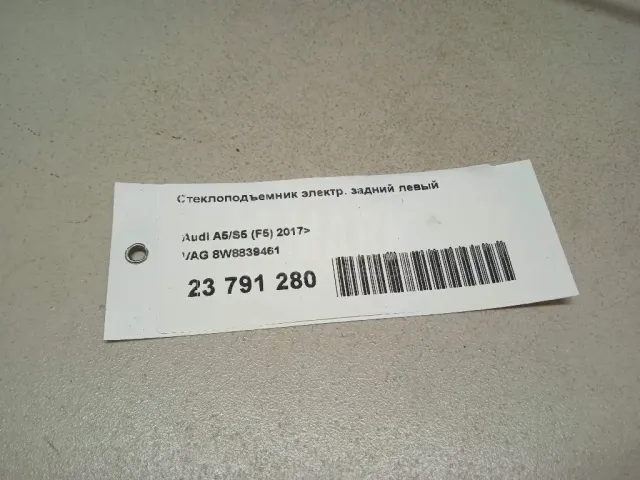 Стеклоподъемник электр. задний левый
Audi A5/S5 (F5) 2017>
VAG 8W8839461
23 791 280